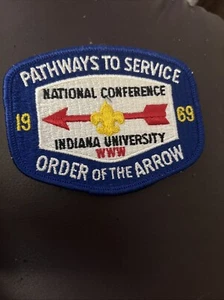 PATHWAYS TO SERVICE
NATIONAL CONFERENCE
19 69
INDIANA UNIVERSITY
WWW
ORDER OF THE ARROW